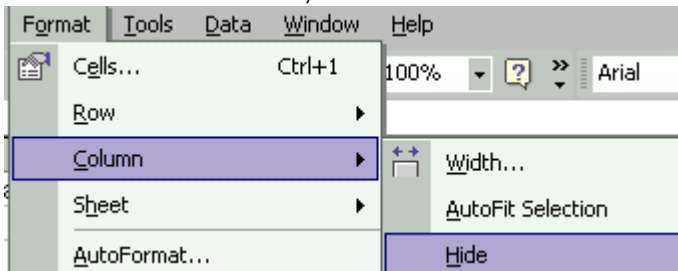 Format Tools Data Window Help
Cells... Ctrl+1 100% Arial
Row
Column Width...
Sheet AutoFit Selection
AutoFormat... Hide